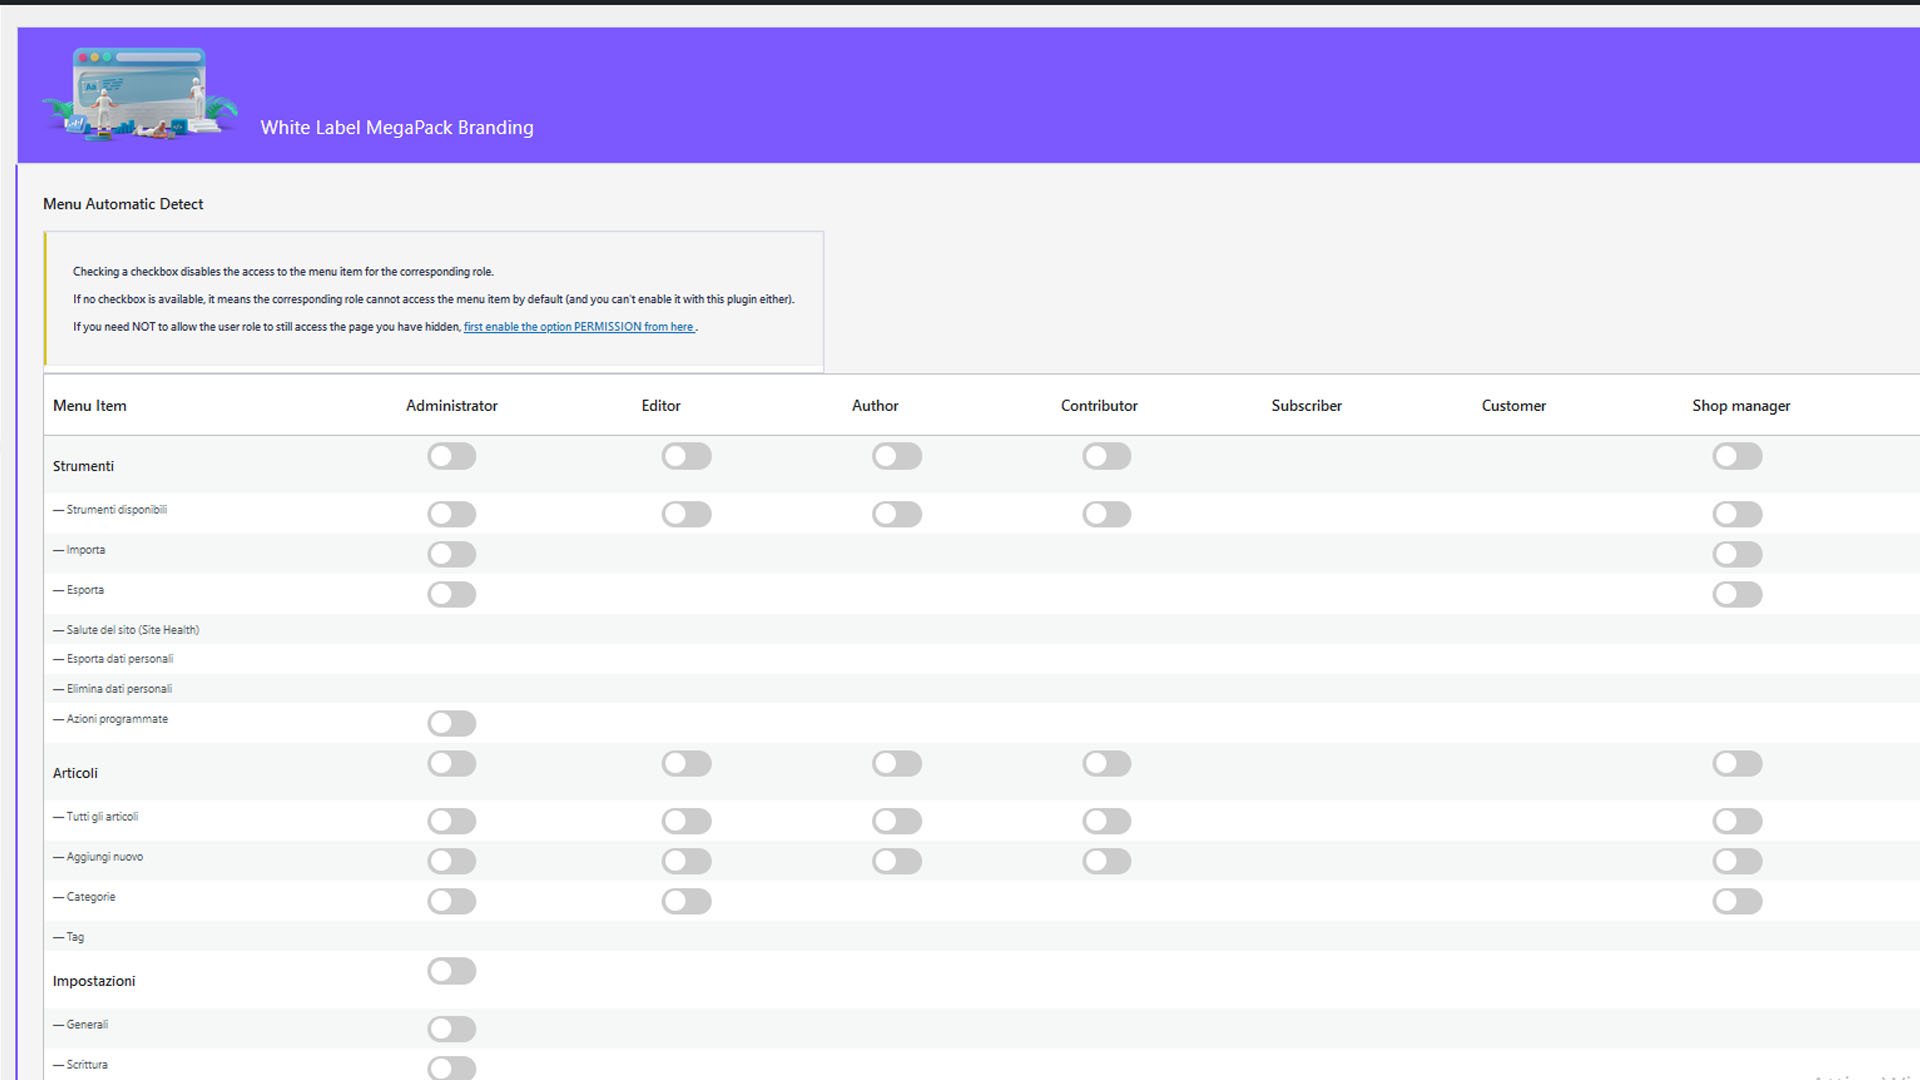 Aa
White Label MegaPack Branding
Menu Automatic Detect
Checking a checkbox disables the access to the menu item for the corresponding role.
If no checkbox is available, it means the corresponding role cannot access the menu item by default (and you can't enable it with this plugin either).
If you need NOT to allow the user role to still access the page you have hidden, first enable the option PERMISSION from here .
Menu Item Administrator Editor Author Contributor Subscriber Customer Shop manager
Strumenti
— Strumenti disponibili
— Importa
— Esporta
— Salute del sito (Site Health)
— Esporta dati personali
— Elimina dati personali
— Azioni programmate
Articoli
— Tutti gli articoli
— Aggiungi nuovo
— Categorie
— Tag
Impostazioni
— Generali
— Scrittura